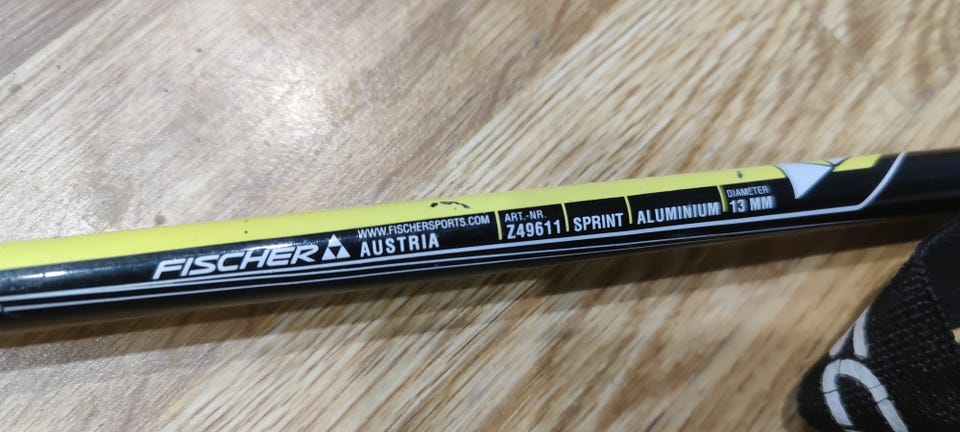 FISCHER
WWW.FISCHERSPORTS.COM
AUSTRIA
ART.-NR.
Z49611
SPRINT
ALUMINIUM
DIAMETER
13 MM